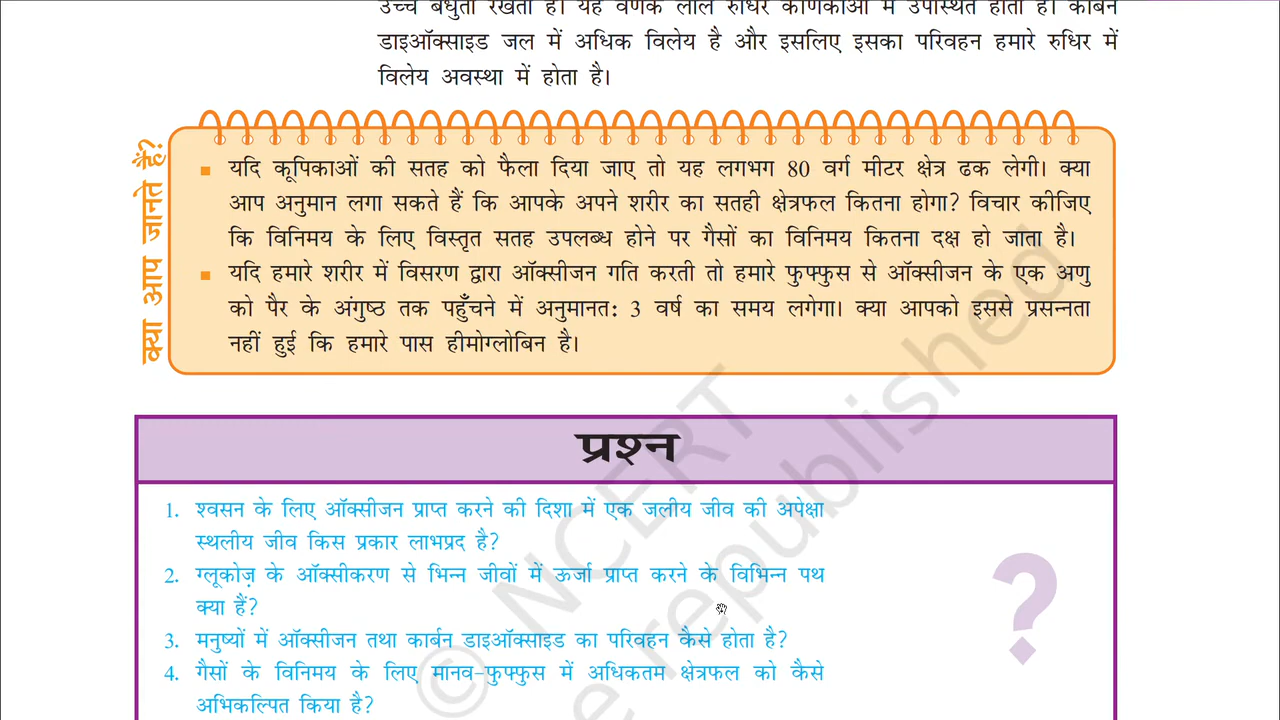 उच्च बंधुता रखता है। यह वर्णक लाल रुधिर कणिकाओं में उपस्थित होता है। कार्बन
डाइऑक्साइड जल में अधिक विलेय है और इसलिए इसका परिवहन हमारे रुधिर में
विलेय अवस्था में होता है।
क्या आप जानते हैं?
यदि कूपिकाओं की सतह को फैला दिया जाए तो यह लगभग 80 वर्ग मीटर क्षेत्र ढक लेगी। क्या
आप अनुमान लगा सकते हैं कि आपके अपने शरीर का सतही क्षेत्रफल कितना होगा? विचार कीजिए
कि विनिमय के लिए विस्तृत सतह उपलब्ध होने पर गैसों का विनिमय कितना दक्ष हो जाता है।
यदि हमारे शरीर में विसरण द्वारा ऑक्सीजन गति करती तो हमारे फुफ्फुस से ऑक्सीजन के एक अणु
को पैर के अंगुष्ठ तक पहुँचने में अनुमानत: 3 वर्ष का समय लगेगा। क्या आपको इससे प्रसन्नता
नहीं हुई कि हमारे पास हीमोग्लोबिन है।
प्रश्न
1. श्वसन के लिए ऑक्सीजन प्राप्त करने की दिशा में एक जलीय जीव की अपेक्षा
स्थलीय जीव किस प्रकार लाभप्रद है?
2. ग्लूकोज़ के ऑक्सीकरण से भिन्न जीवों में ऊर्जा प्राप्त करने के विभिन्न पथ
क्या हैं?
3. मनुष्यों में ऑक्सीजन तथा कार्बन डाइऑक्साइड का परिवहन कैसे होता है?
4. गैसों के विनिमय के लिए मानव-फुफ्फुस में अधिकतम क्षेत्रफल को कैसे
अभिकल्पित किया है?
?
© NCERT
e republished